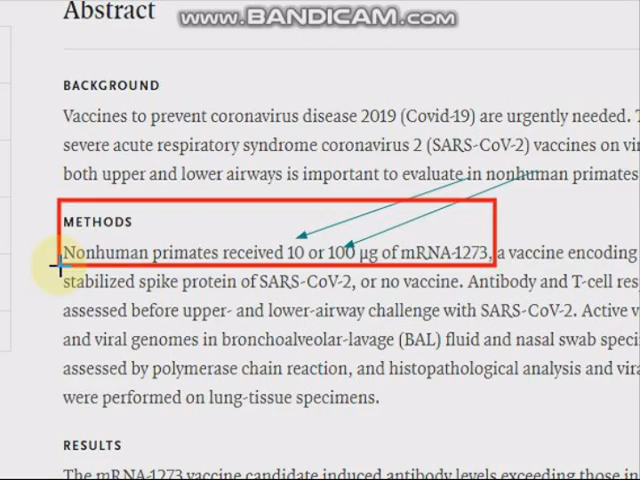 Abstract
www.BANDICAM.com
BACKGROUND
Vaccines to prevent coronavirus disease 2019 (Covid-19) are urgently needed.
severe acute respiratory syndrome coronavirus 2 (SARS-CoV-2) vaccines on
both upper and lower airways is important to evaluate in nonhuman primates
METHODS
Nonhuman primates received 10 or 100 μg of mRNA-1273, a vaccine encoding
stabilized spike protein of SARS-CoV-2, or no vaccine. Antibody and T-cell
assessed before upper- and lower-airway challenge with SARS-CoV-2. Active
and viral genomes in bronchoalveolar-lavage (BAL) fluid and nasal swab
assessed by polymerase chain reaction, and histopathological analysis and
were performed on lung-tissue specimens.
RESULTS
The mRNA-1273 vaccine candidate induced antibody levels exceeding those